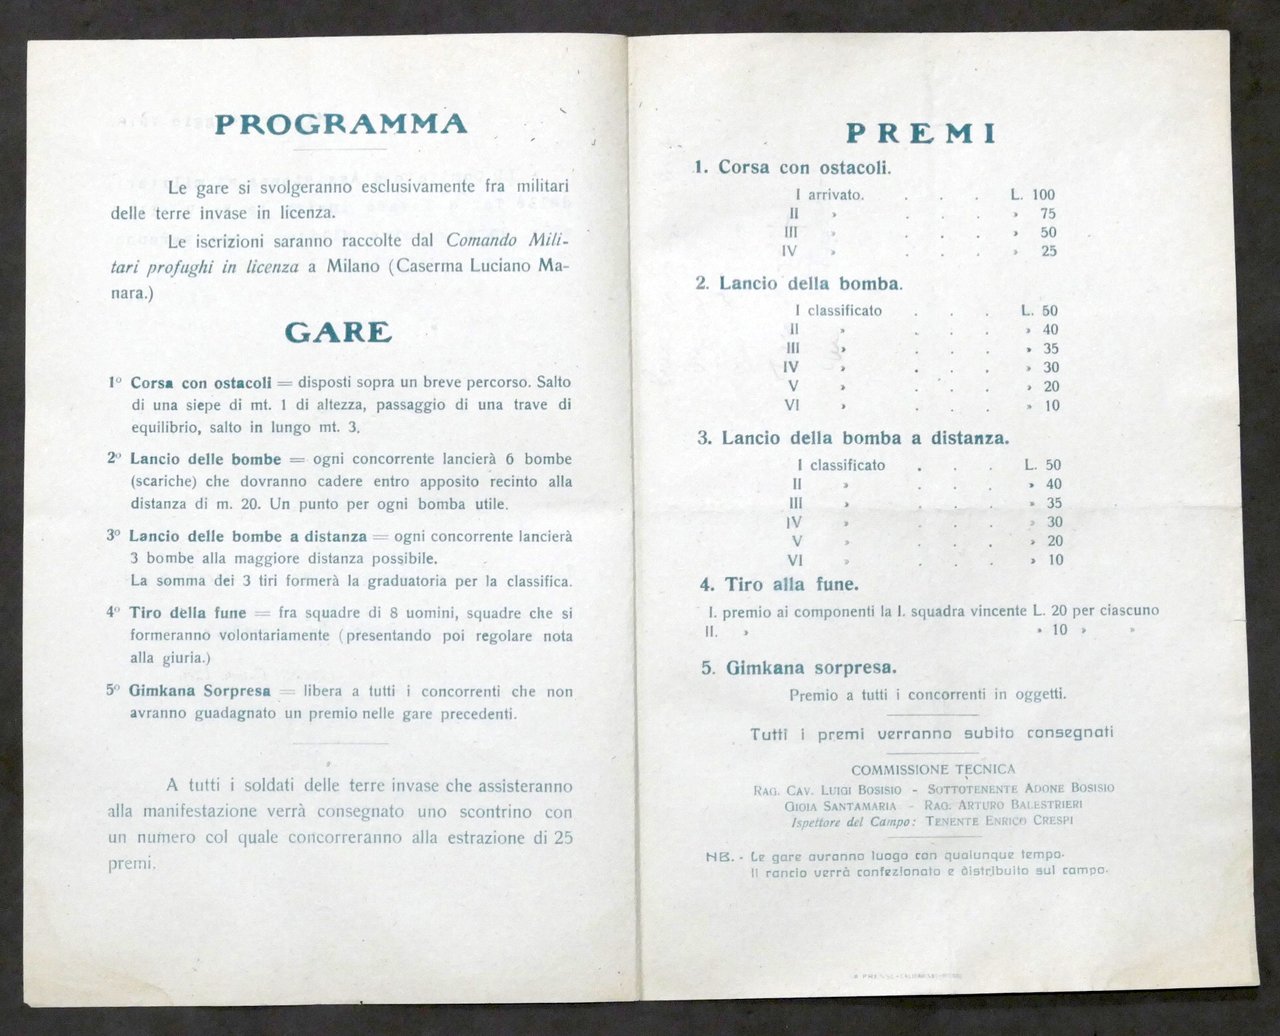 PROGRAMMA
Le gare si svolgeranno esclusivamente fra militari
delle terre invase in licenza.
Le iscrizioni saranno raccolte dal Comando Mili-
tari profughi in licenza a Milano (Caserma Luciano Ma-
nara.)
GARE
1º Corsa con ostacoli = disposti sopra un breve percorso. Salto
di una siepe di mt. 1 di altezza, passaggio di una trave di
equilibrio, salto in lungo mt. 3.
2º Lancio delle bombe = ogni concorrente lancierà 6 bombe
(scariche) che dovranno cadere entro apposito recinto alla
distanza di m. 20. Un punto per ogni bomba utile.
3º Lancio delle bombe a distanza = ogni concorrente lancierà
3 bombe alla maggiore distanza possibile.
La somma dei 3 tiri formerà la graduatoria per la classifica.
4º Tiro della fune = fra squadre di 8 uomini, squadre che si
formeranno volontariamente (presentando poi regolare nota
alla giuria.)
5º Gimkana Sorpresa = libera a tutti i concorrenti che non
avranno guadagnato un premio nelle gare precedenti.
A tutti i soldati delle terre invase che assisteranno
alla manifestazione verrà consegnato uno scontrino con
un numero col quale concorreranno alla estrazione di 25
premi.
PREMI
1. Corsa con ostacoli.
I arrivato. . . . L. 100
II » . . . » 75
III » . . . » 50
IV » . . . » 25
2. Lancio della bomba.
I classificato . . . L. 50
II » . . . » 40
III » . . . » 35
IV » . . . » 30
V » . . . » 20
VI » . . . » 10
3. Lancio della bomba a distanza.
I classificato . . . L. 50
II » . . . » 40
III » . . . » 35
IV » . . . » 30
V » . . . » 20
VI » . . . » 10
4. Tiro alla fune.
I. premio ai componenti la I. squadra vincente L. 20 per ciascuno
II. » » 10 » »
5. Gimkana sorpresa.
Premio a tutti i concorrenti in oggetti.
Tutti i premi verranno subito consegnati
COMMISSIONE TECNICA
RAG. CAV. LUIGI BOSISIO - SOTTOTENENTE ADONE BOSISIO
GIOIA SANTAMARIA - RAG. ARTURO BALESTRIERI
Ispettore del Campo: TENENTE ENRICO CRESPI
NB. - Le gare avranno luogo con qualunque tempo.
Il rancio verrà confezionato e distribuito sul campo.